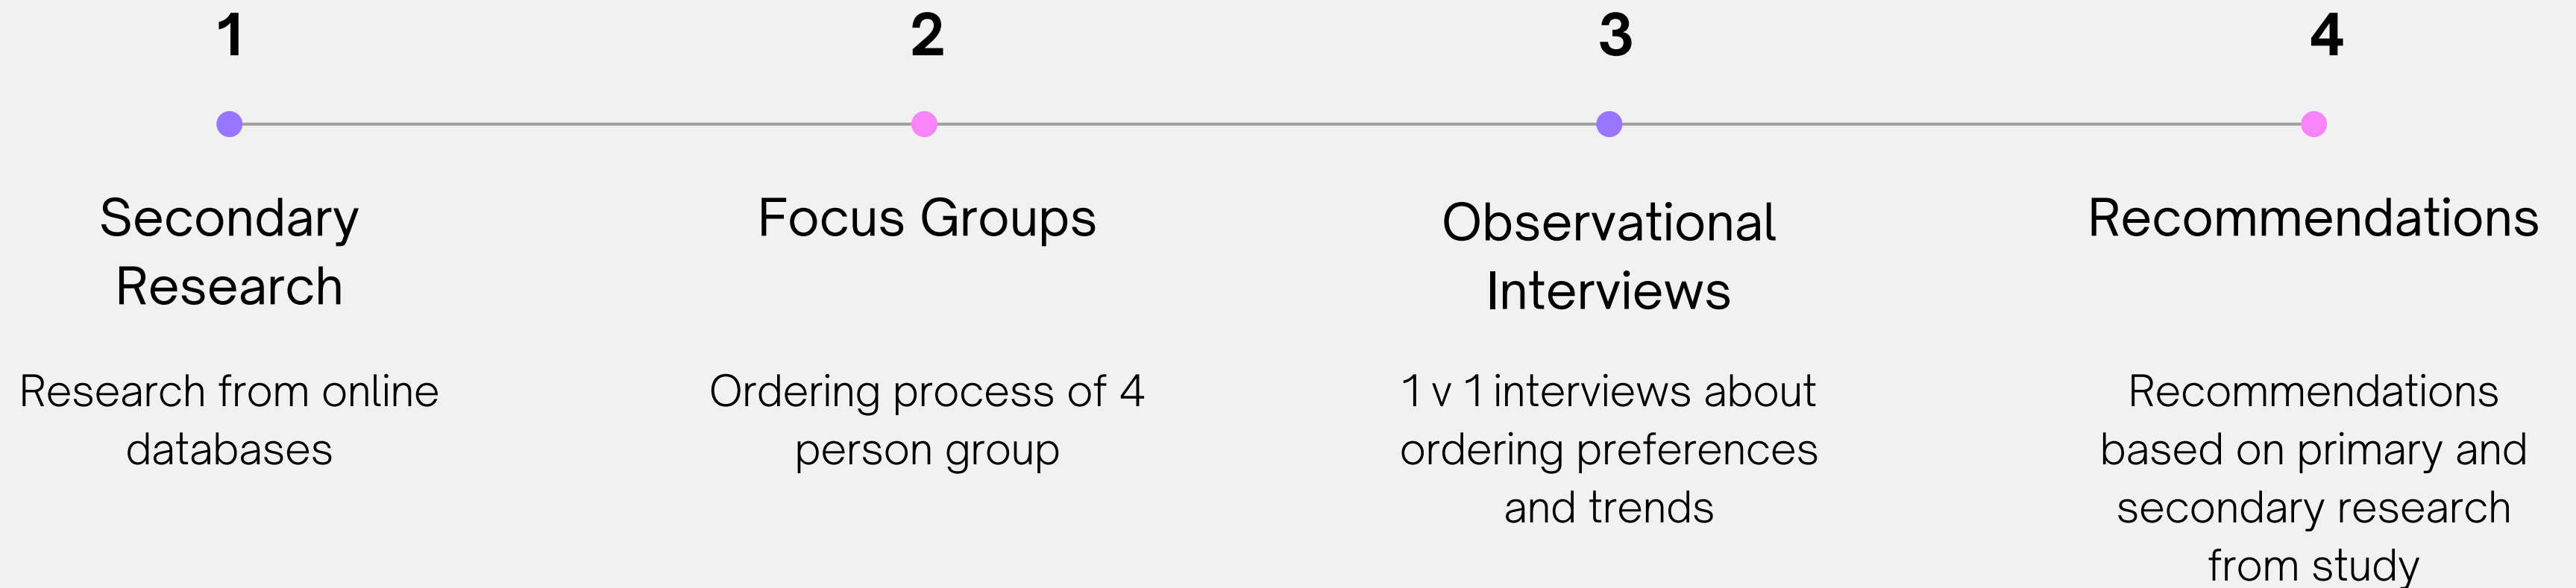 1
2
3
4
Secondary
Research
Focus Groups
Observational
Interviews
Recommendations
Research from online
databases
Ordering process of 4
person group
1 v 1 interviews about
ordering preferences
and trends
Recommendations
based on primary and
secondary research
from study